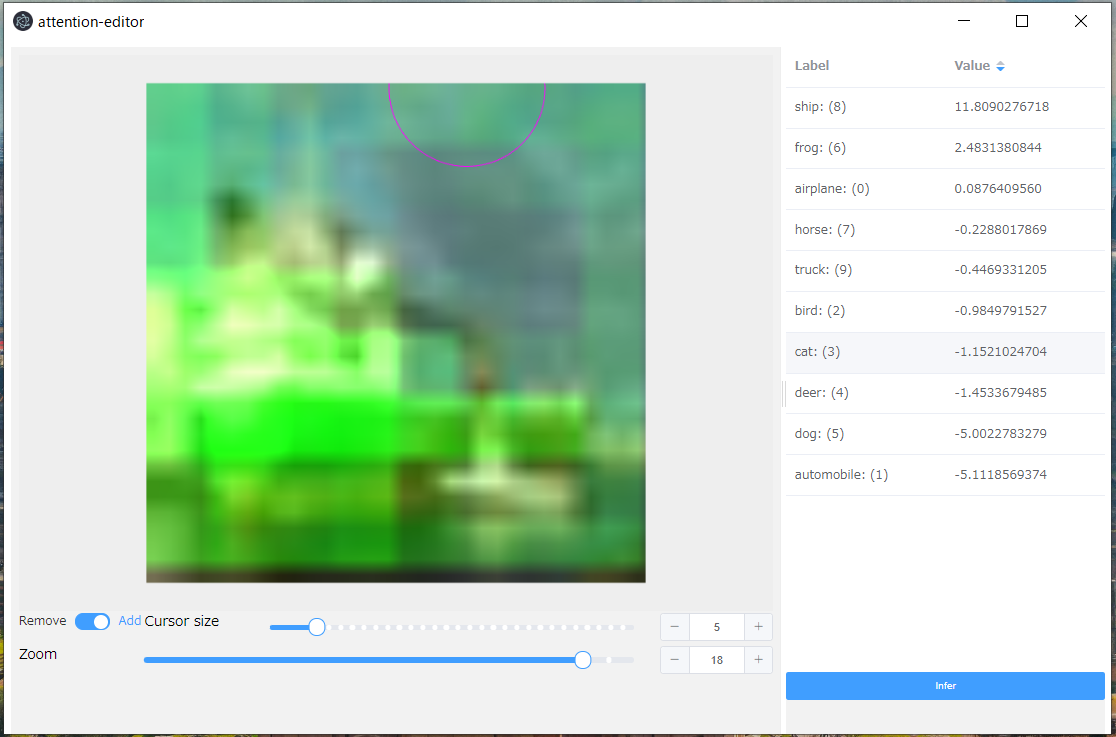 attention-editor
Label Value
ship: (8) 11.8090276718
frog: (6) 2.4831380844
airplane: (0) 0.0876409560
horse: (7) -0.2288017869
truck: (9) -0.4469331205
bird: (2) -0.9849791527
cat: (3) -1.1521024704
deer: (4) -1.4533679485
dog: (5) -5.0022783279
automobile: (1) -5.1118569374
Remove Add Cursor size 5
Zoom 18
Infer